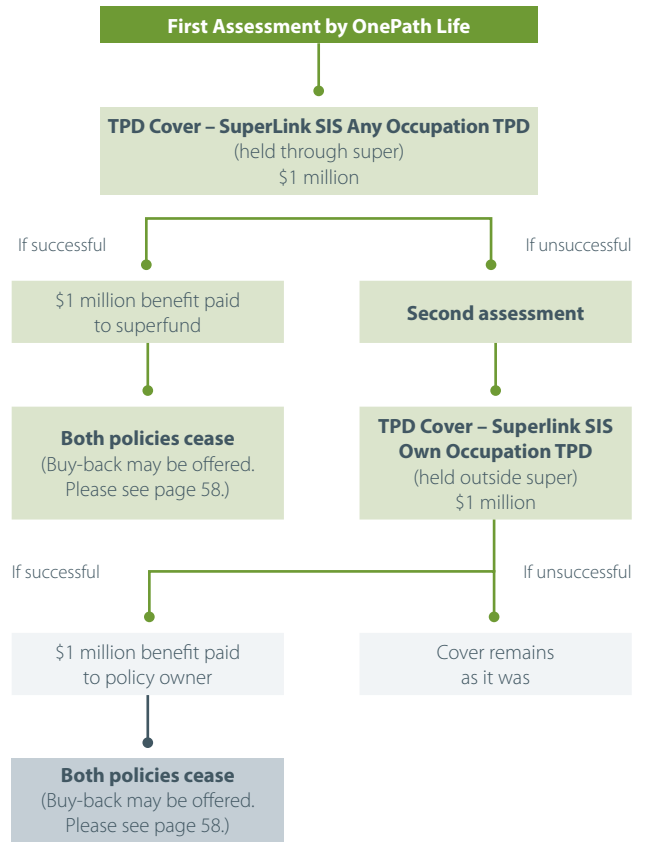 First Assessment by OnePath Life
TPD Cover – SuperLink SIS Any Occupation TPD
(held through super)
$1 million
If successful
If unsuccessful
$1 million benefit paid
to superfund
Second assessment
Both policies cease
(Buy-back may be offered.
Please see page 58.)
TPD Cover – Superlink SIS
Own Occupation TPD
(held outside super)
$1 million
If successful
If unsuccessful
$1 million benefit paid
to policy owner
Cover remains
as it was
Both policies cease
(Buy-back may be offered.
Please see page 58.)